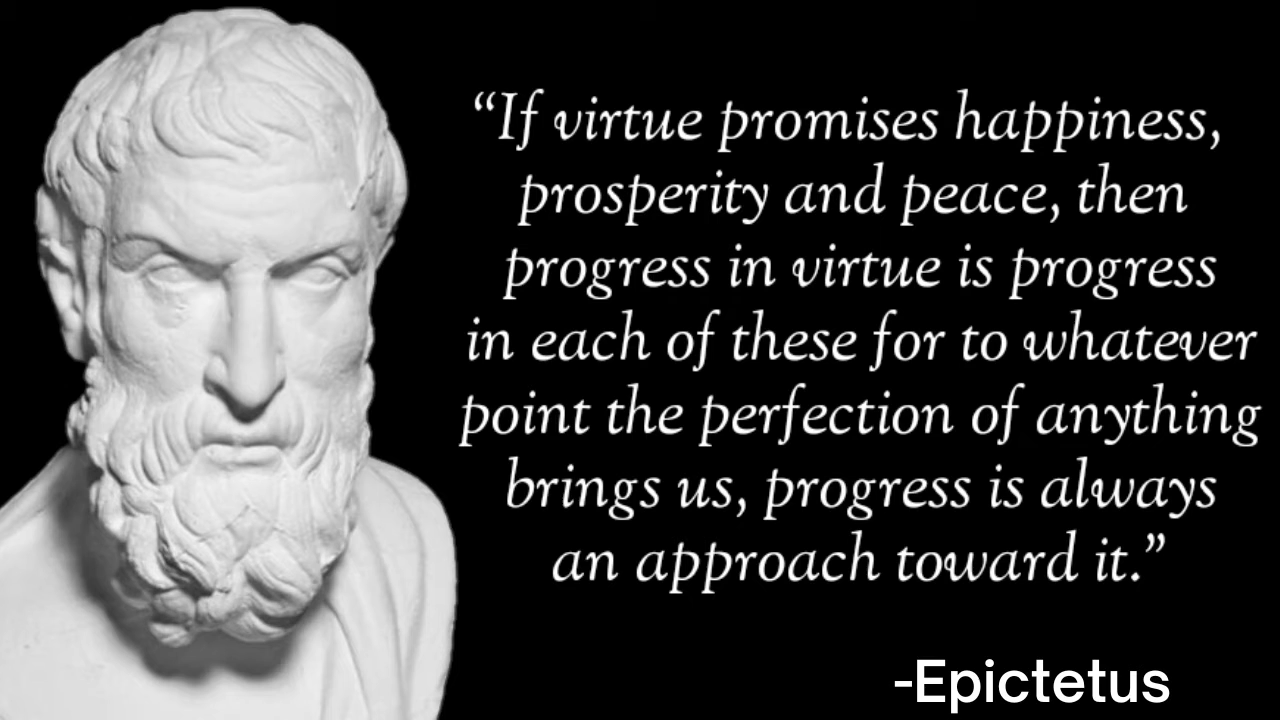 “If virtue promises happiness,
prosperity and peace, then
progress in virtue is progress
in each of these for to whatever
point the perfection of anything
brings us, progress is always
an approach toward it.”
-Epictetus